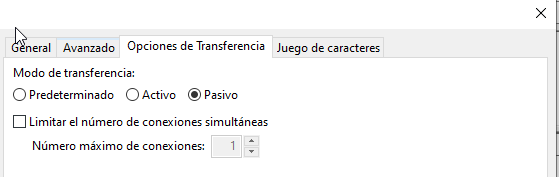 General Avanzado Opciones de Transferencia Juego de caracteres
Modo de transferencia:
Predeterminado Activo Pasivo
Limitar el número de conexiones simultáneas
Número máximo de conexiones: 1